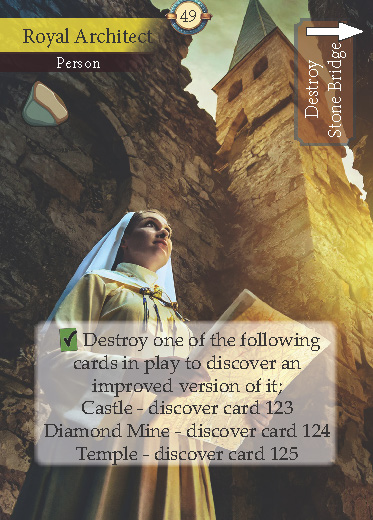 49
Royal Architect
Person
Destroy
Stone Bridge
Destroy one of the following
cards in play to discover an
improved version of it;
Castle - discover card 123
Diamond Mine - discover card 124
Temple - discover card 125